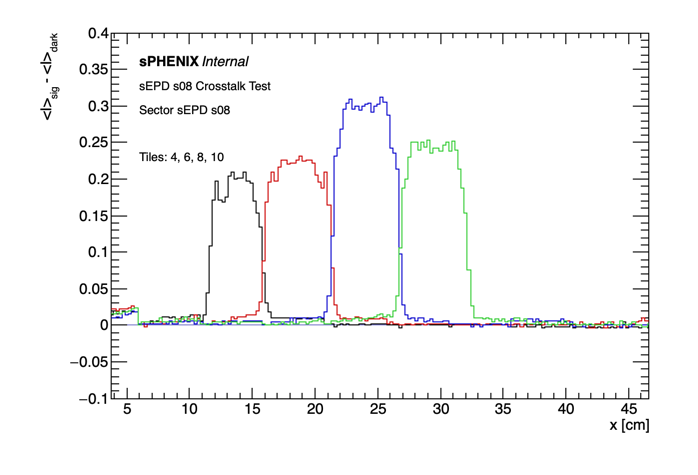 <|>sig - <|>dark
0.4
0.35
0.3
0.25
0.2
0.15
0.1
0.05
0
−0.05
−0.1
sPHENIX Internal
sEPD s08 Crosstalk Test
Sector sEPD s08
Tiles: 4, 6, 8, 10
5 10 15 20 25 30 35 40 45
x [cm]